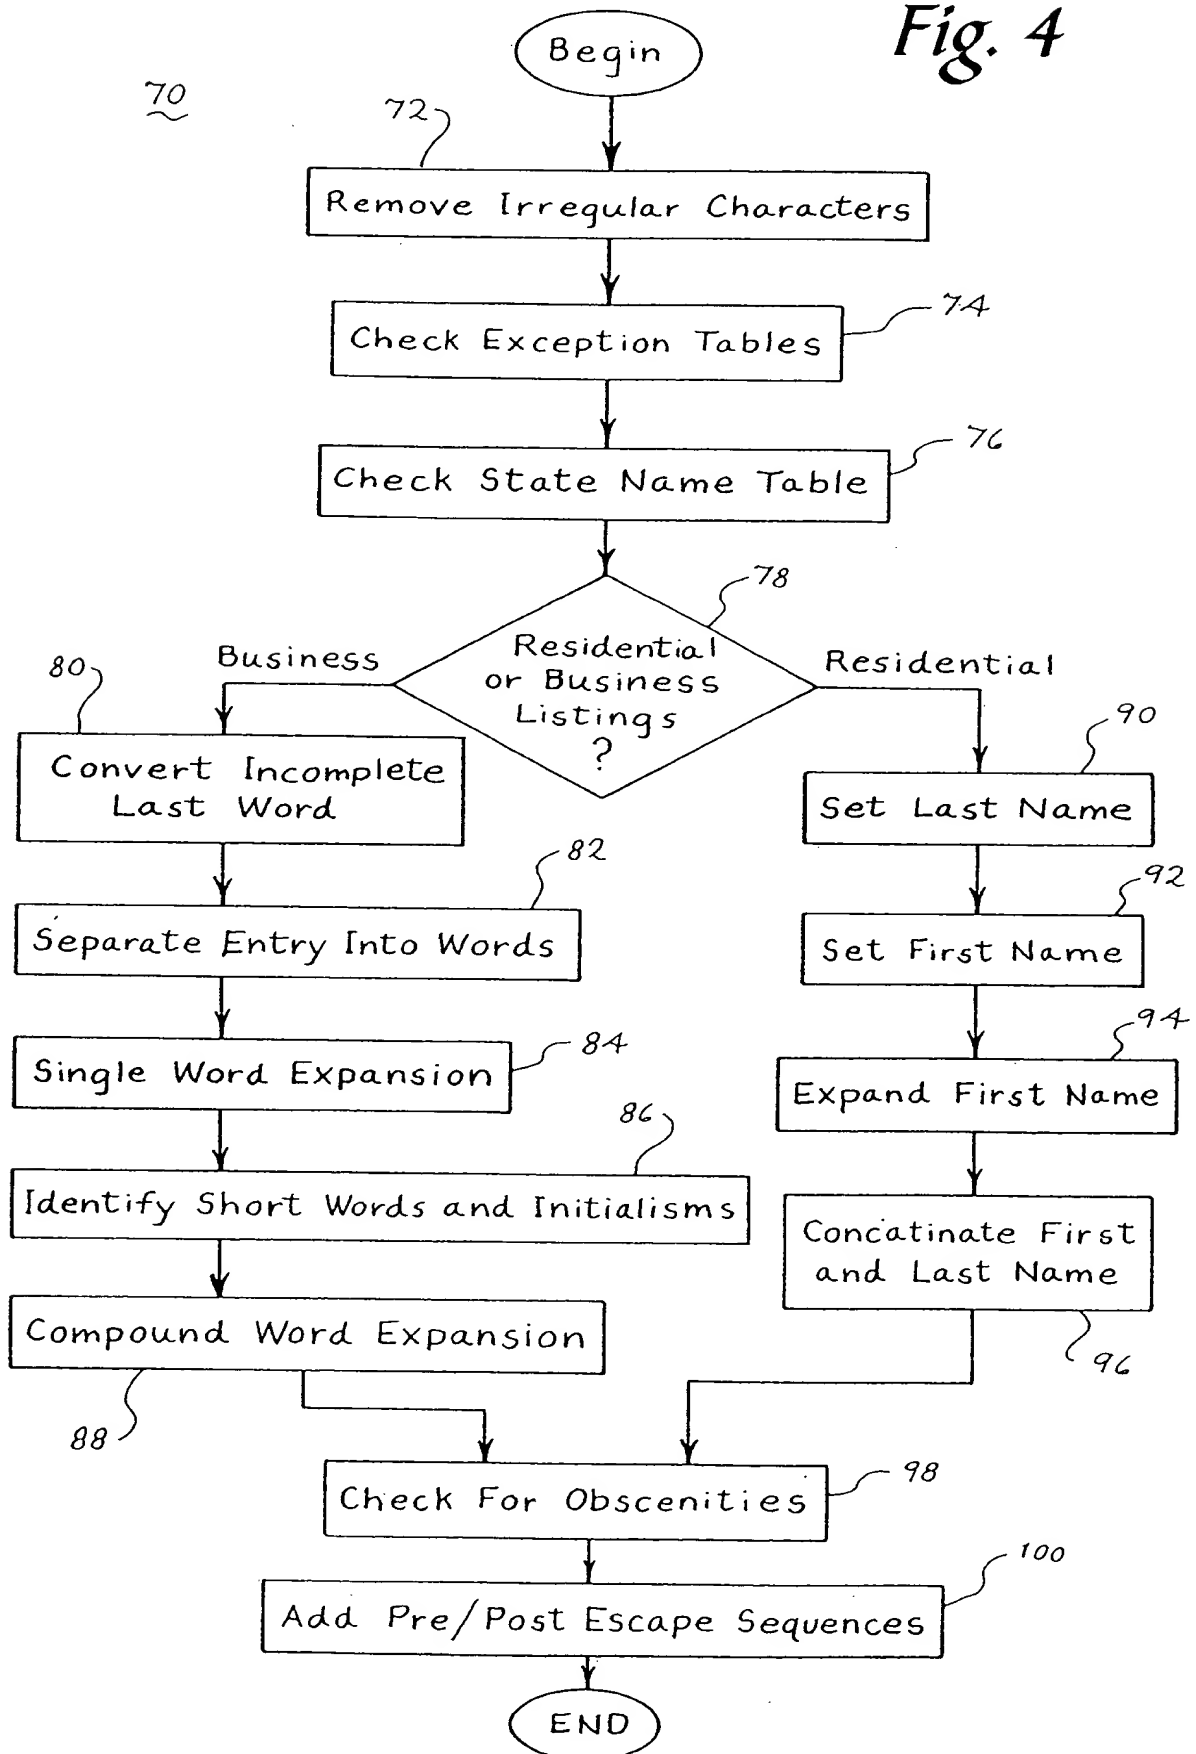 Fig. 4
Begin
70
72
Remove Irregular Characters
74
Check Exception Tables
76
Check State Name Table
78
Residential
or Business
Listings
?
Business
Residential
80
Convert Incomplete
Last Word
90
Set Last Name
82
Separate Entry Into Words
92
Set First Name
84
Single Word Expansion
94
Expand First Name
86
Identify Short Words and Initialisms
Concatinate First
and Last Name
96
Compound Word Expansion
88
98
Check For Obscenities
100
Add Pre/Post Escape Sequences
END